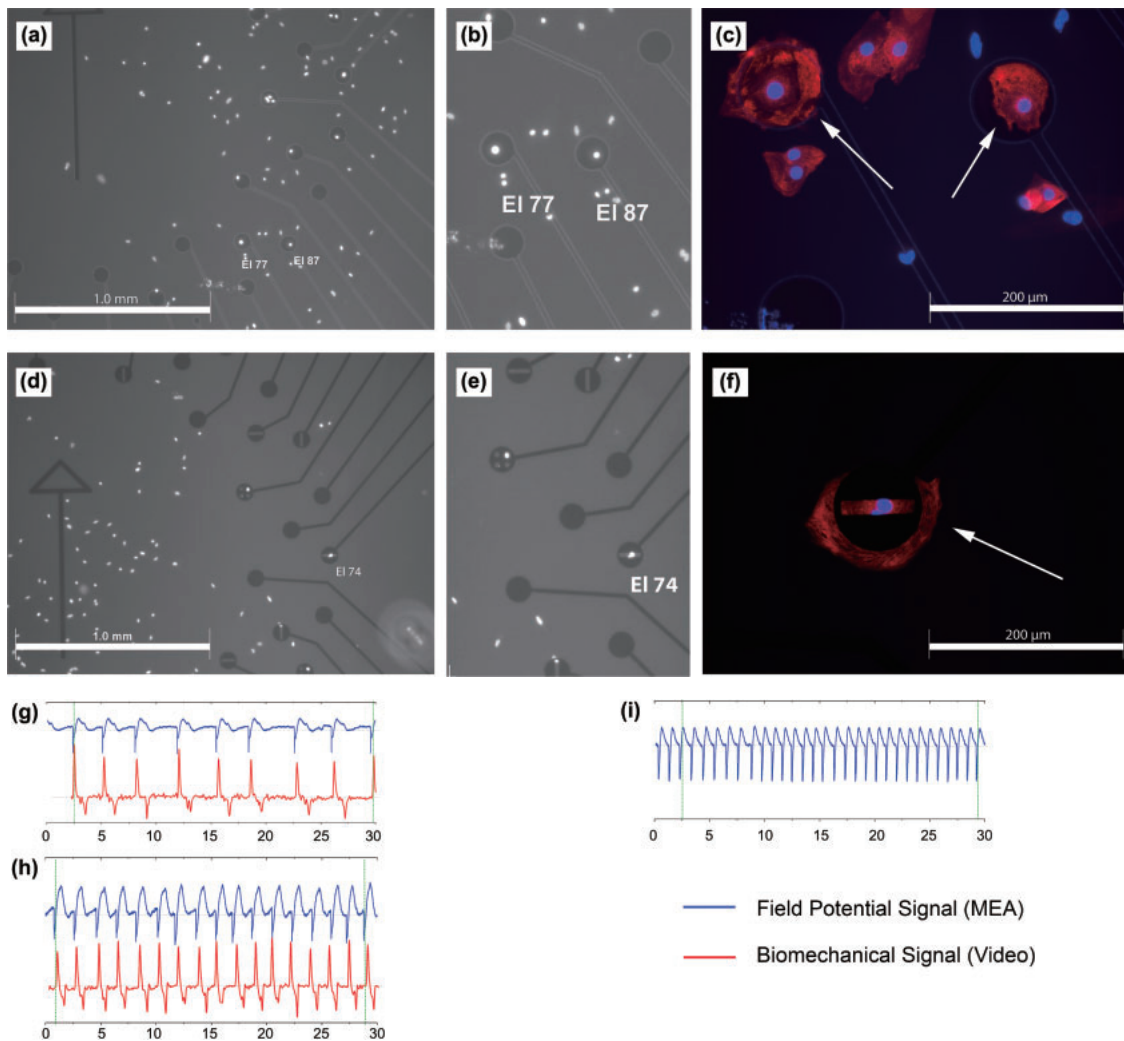 (a)
El 77
El 87
1.0 mm
(b)
El 77
El 87
(c)
200 µm
(d)
El 74
1.0 mm
(e)
El 74
(f)
200 µm
(g)
0 5 10 15 20 25 30
(h)
0 5 10 15 20 25 30
(i)
0 5 10 15 20 25 30
Field Potential Signal (MEA)
Biomechanical Signal (Video)